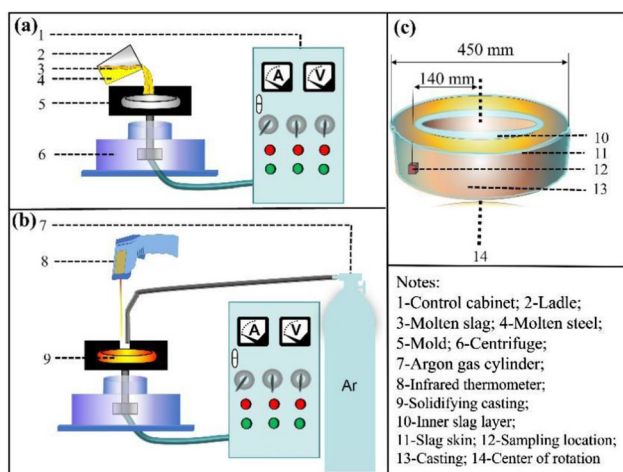 (a)
1
2
3
4
5
6
A V
(b)
7
8
9
A V
Ar
(c)
450 mm
140 mm
10
11
12
13
14
Notes:
1-Control cabinet; 2-Ladle;
3-Molten slag; 4-Molten steel;
5-Mold; 6-Centrifuge;
7-Argon gas cylinder;
8-Infrared thermometer;
9-Solidifying casting;
10-Inner slag layer;
11-Slag skin; 12-Sampling location;
13-Casting; 14-Center of rotation